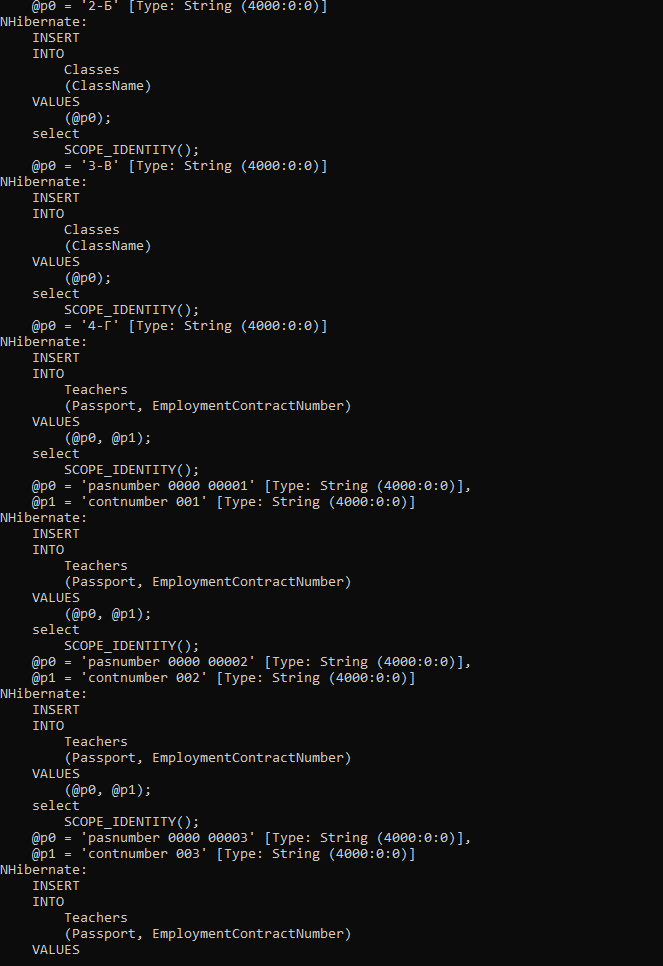 @p0 = '2-Б' [Type: String (4000:0:0)]
NHibernate:
INSERT
INTO
Classes
(ClassName)
VALUES
(@p0);
select
SCOPE_IDENTITY();
@p0 = '3-В' [Type: String (4000:0:0)]
NHibernate:
INSERT
INTO
Classes
(ClassName)
VALUES
(@p0);
select
SCOPE_IDENTITY();
@p0 = '4-Г' [Type: String (4000:0:0)]
NHibernate:
INSERT
INTO
Teachers
(Passport, EmploymentContractNumber)
VALUES
(@p0, @p1);
select
SCOPE_IDENTITY();
@p0 = 'pasnumber 0000 00001' [Type: String (4000:0:0)],
@p1 = 'contnumber 001' [Type: String (4000:0:0)]
NHibernate:
INSERT
INTO
Teachers
(Passport, EmploymentContractNumber)
VALUES
(@p0, @p1);
select
SCOPE_IDENTITY();
@p0 = 'pasnumber 0000 00002' [Type: String (4000:0:0)],
@p1 = 'contnumber 002' [Type: String (4000:0:0)]
NHibernate:
INSERT
INTO
Teachers
(Passport, EmploymentContractNumber)
VALUES
(@p0, @p1);
select
SCOPE_IDENTITY();
@p0 = 'pasnumber 0000 00003' [Type: String (4000:0:0)],
@p1 = 'contnumber 003' [Type: String (4000:0:0)]
NHibernate:
INSERT
INTO
Teachers
(Passport, EmploymentContractNumber)
VALUES